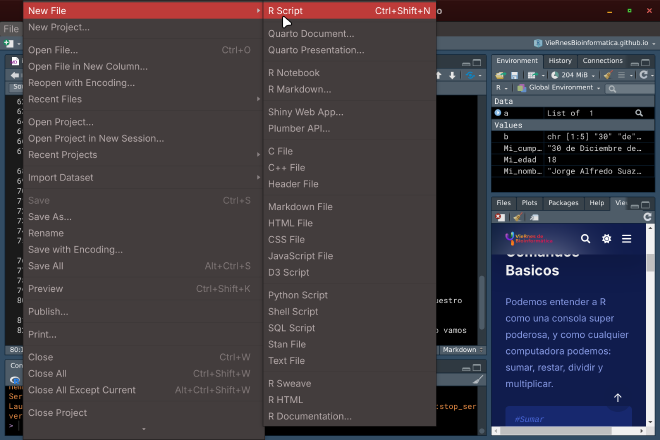 New File
R Script Ctrl+Shift+N
New Project...
Quarto Document...
Quarto Presentation...
Open File... Ctrl+O
Open File in New Column...
Reopen with Encoding...
Recent Files
R Notebook
R Markdown...
Shiny Web App...
Plumber API...
Open Project...
Open Project in New Session...
Recent Projects
C File
C++ File
Header File
Import Dataset
Save Ctrl+S
Save As...
Rename
Save with Encoding...
Save All Alt+Ctrl+S
Markdown File
HTML File
CSS File
JavaScript File
D3 Script
Preview Ctrl+Shift+K
Publish...
Print...
Python Script
Shell Script
SQL Script
Stan File
Text File
Close Ctrl+W
Close All Ctrl+Shift+W
Close All Except Current Alt+Ctrl+Shift+W
Close Project
R Sweave
R HTML
R Documentation...
File
VieRnesBioinformatica.github.io
Environment History Connections
204 MiB
R Global Environment
Data
a List of 1
Values
b chr [1:5] "30" "de"...
Mi_cump... "30 de Diciembre de...
Mi_edad 18
Mi_nomb... "Jorge Alfredo Suaz...
Files Plots Packages Help
Basicos
Podemos entender a R
como una consola super
poderosa, y como cualquier
computadora podemos:
sumar, restar, dividir y
multiplicar.
#Sumar
uestro
o vamos
80:1
Markdown
Con
Ser
Lau
ver
>